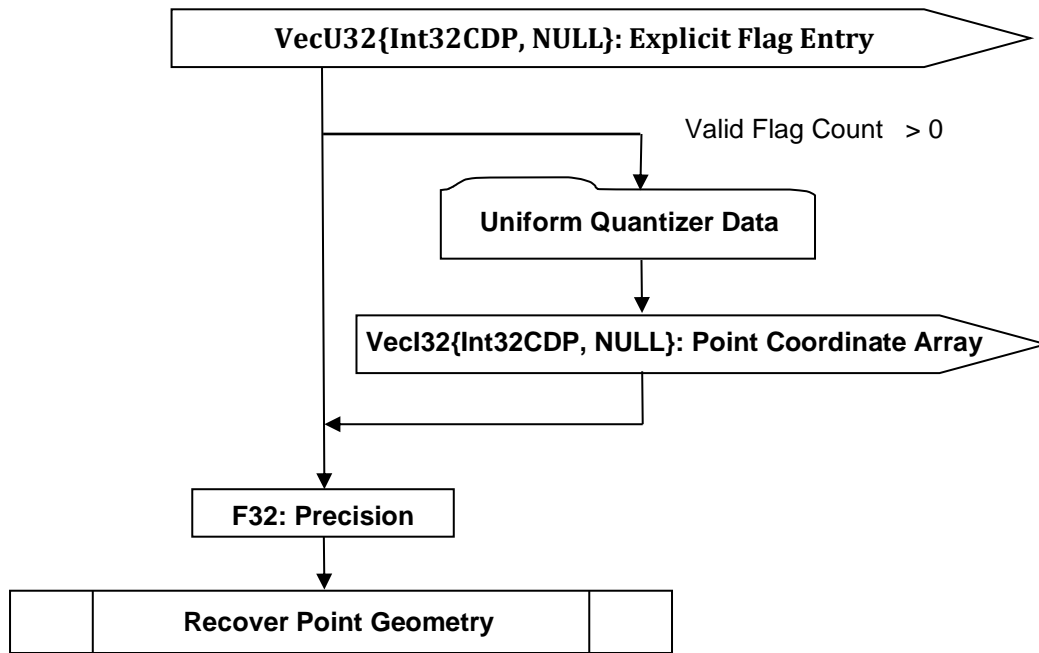 VecU32{Int32CDP, NULL}: Explicit Flag Entry
Valid Flag Count > 0
Uniform Quantizer Data
VecI32{Int32CDP, NULL}: Point Coordinate Array
F32: Precision
Recover Point Geometry